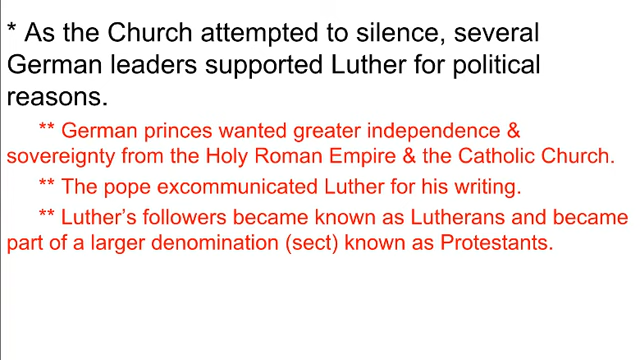 * As the Church attempted to silence, several
German leaders supported Luther for political
reasons.
** German princes wanted greater independence &
sovereignty from the Holy Roman Empire & the Catholic Church.
** The pope excommunicated Luther for his writing.
** Luther's followers became known as Lutherans and became
part of a larger denomination (sect) known as Protestants.